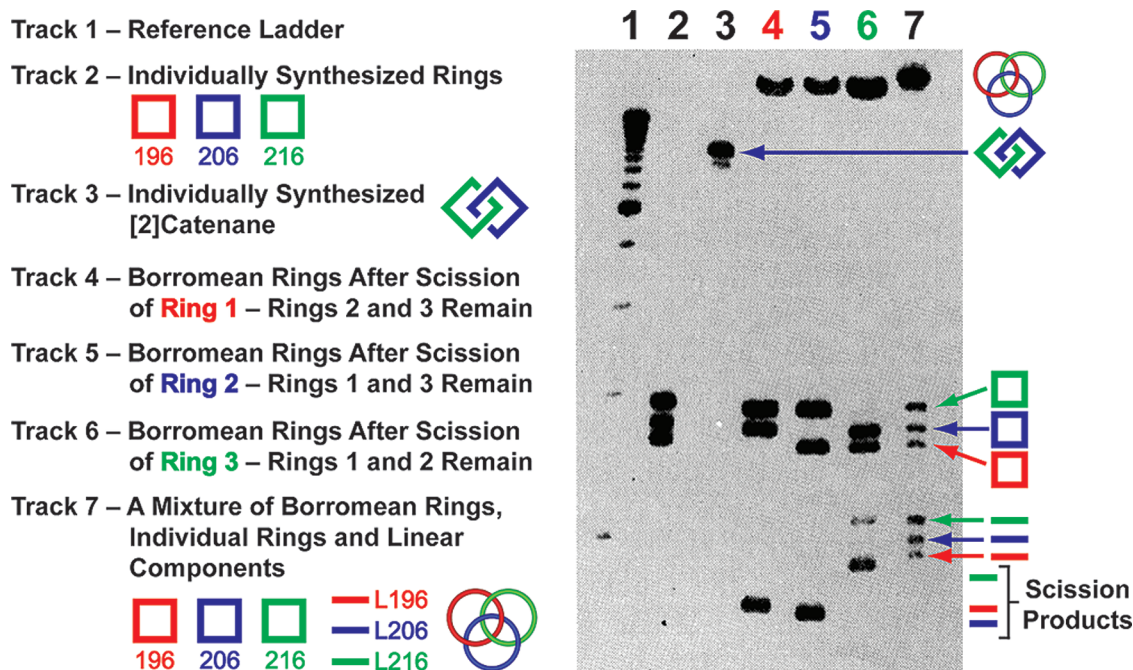 Track 1 – Reference Ladder
Track 2 – Individually Synthesized Rings
196 206 216
Track 3 – Individually Synthesized
[2]Catenane
Track 4 – Borromean Rings After Scission
of Ring 1 – Rings 2 and 3 Remain
Track 5 – Borromean Rings After Scission
of Ring 2 – Rings 1 and 3 Remain
Track 6 – Borromean Rings After Scission
of Ring 3 – Rings 1 and 2 Remain
Track 7 – A Mixture of Borromean Rings,
Individual Rings and Linear
Components
196 206 216
L196
L206
L216
1 2 3 4 5 6 7
Scission
Products